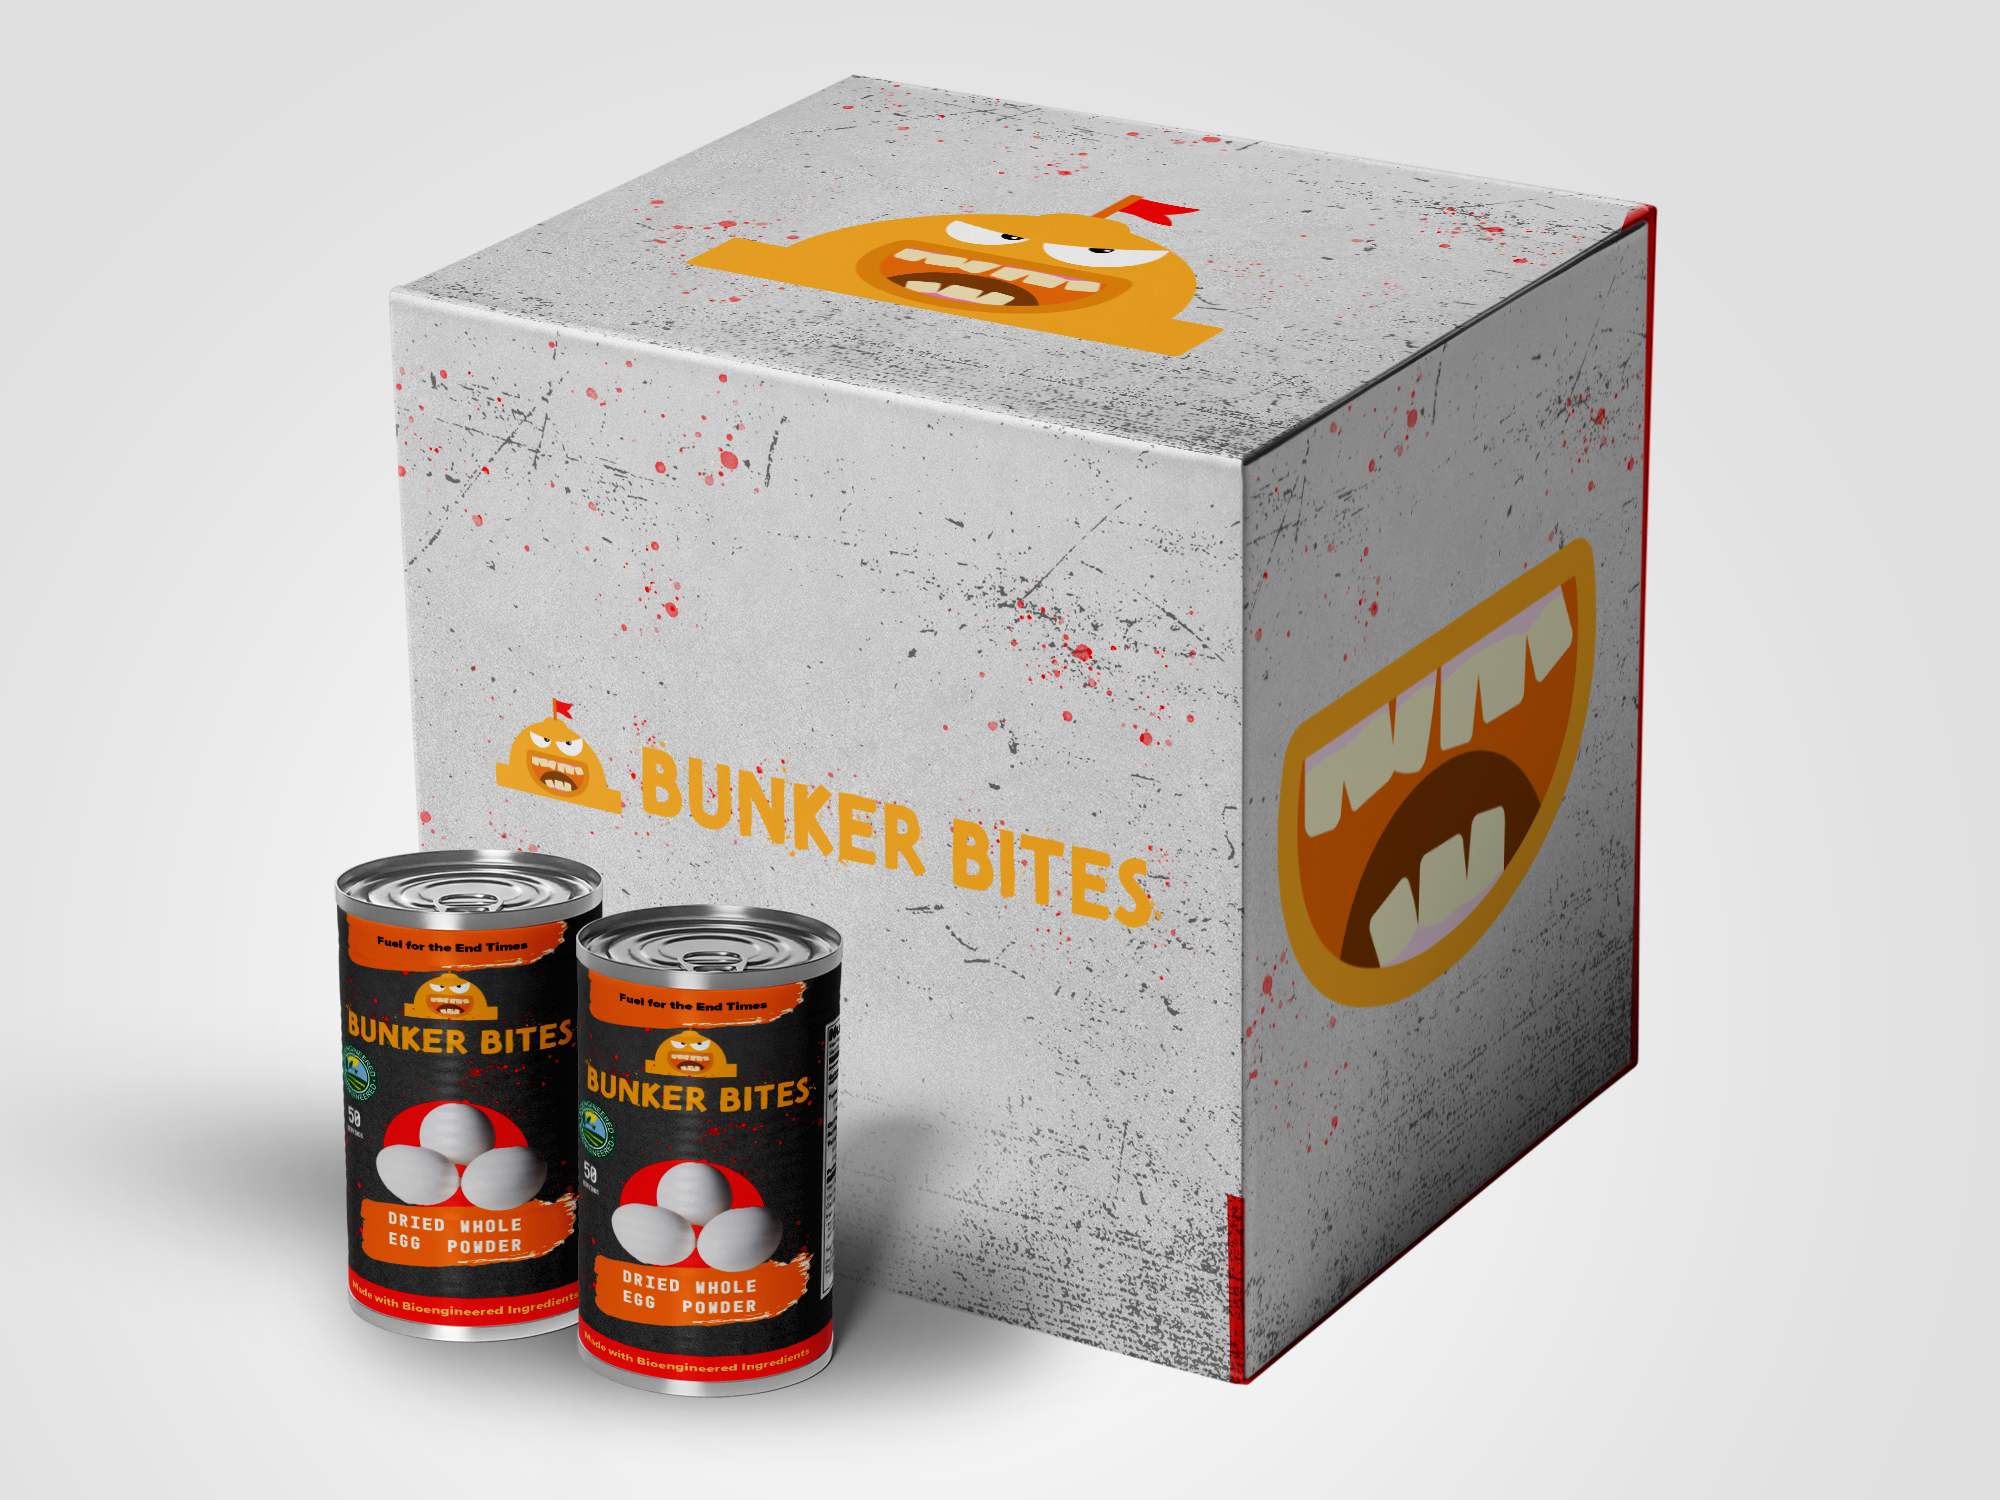 BUNKER BITES
Fuel for the End Times
BUNKER BITES
50
DRIED WHOLE
EGG POWDER
Made with Bioengineered Ingredients
Fuel for the End Times
BUNKER BITES
50
DRIED WHOLE
EGG POWDER
Made with Bioengineered Ingredients